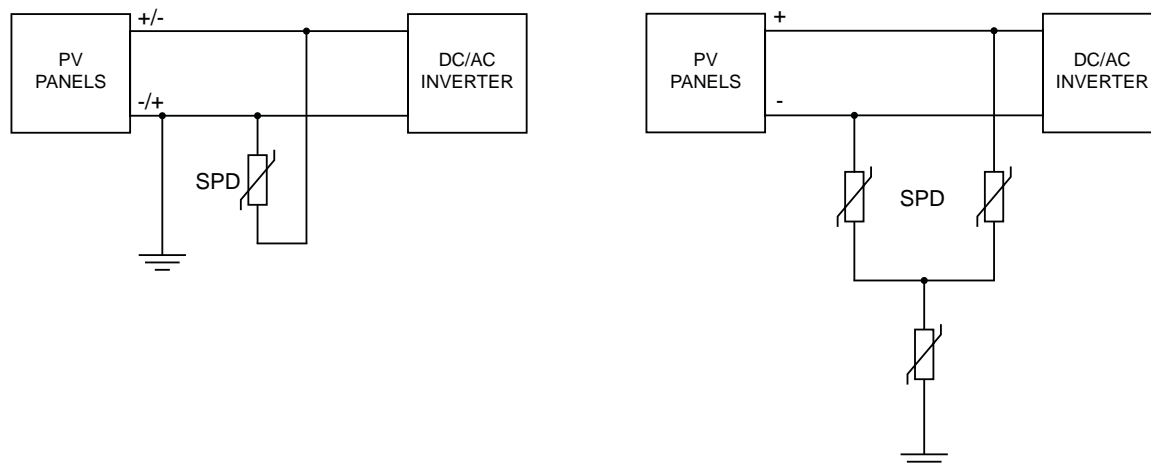 +/-
PV
PANELS
DC/AC
INVERTER
-/+
SPD
+
PV
PANELS
DC/AC
INVERTER
-
SPD